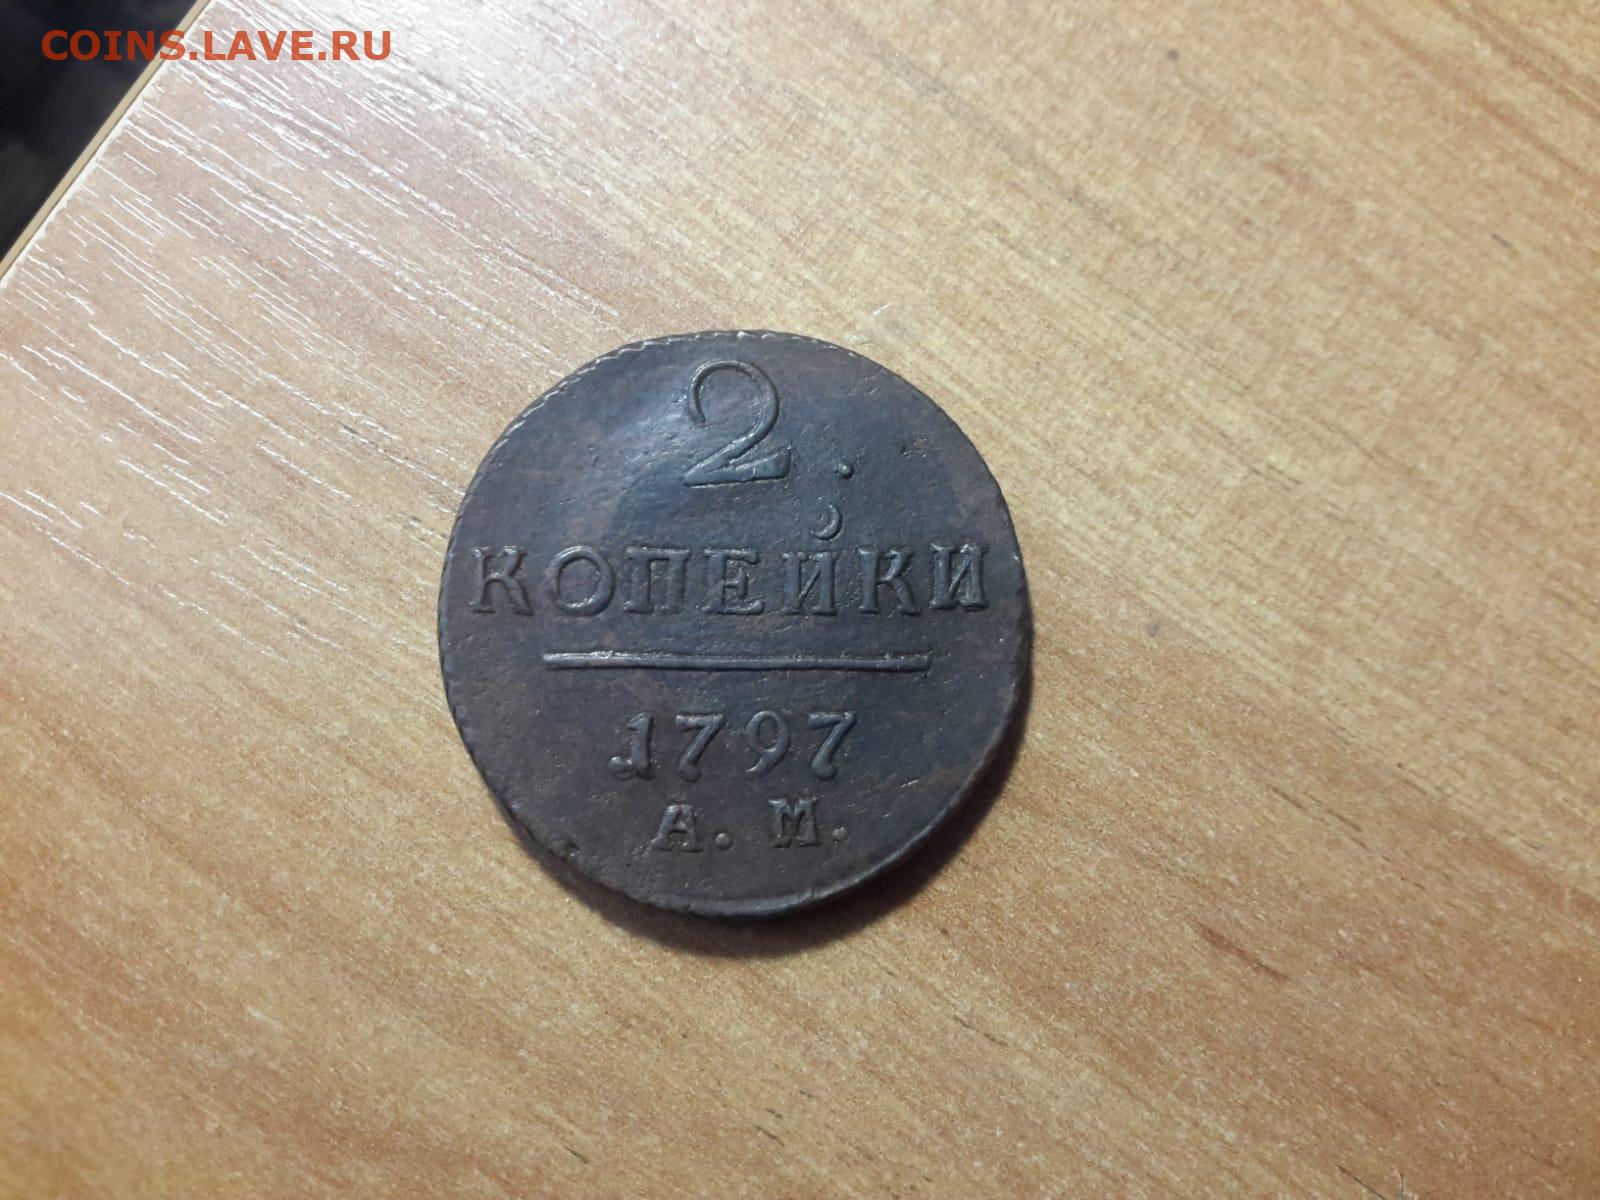 COINS.LAVE.RU
2.
КОПЕЙКИ
1797
А. М.